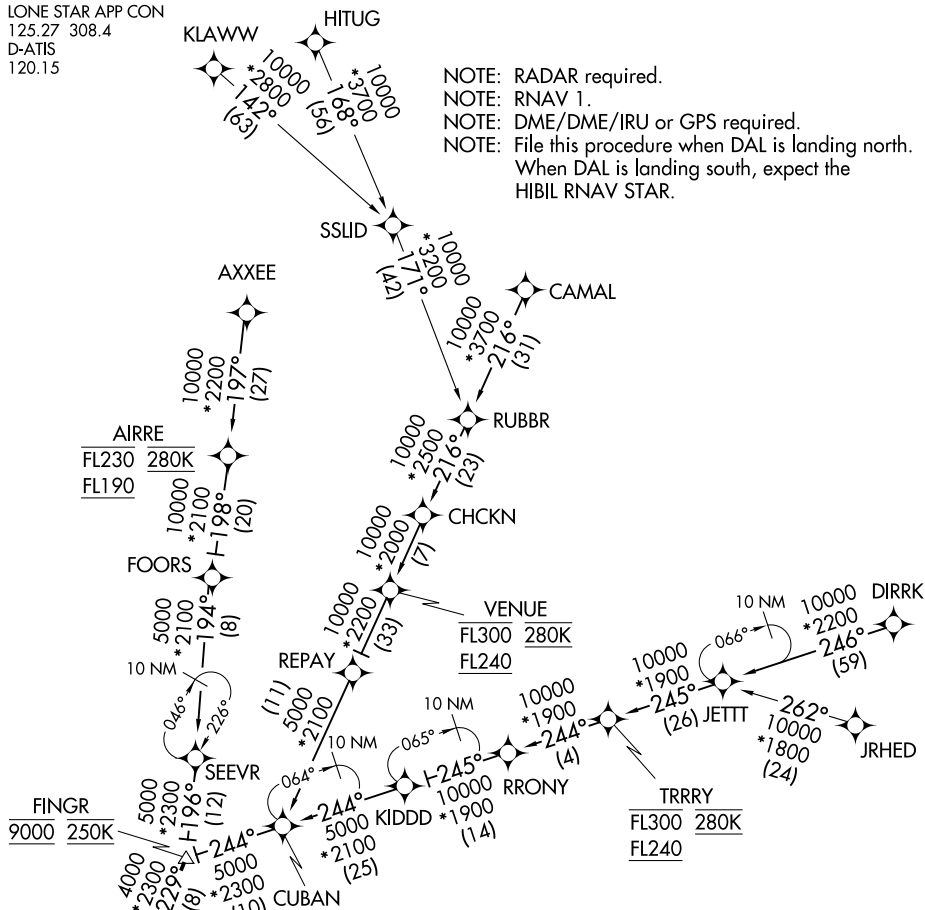 LONE STAR APP CON
125.27 308.4
D-ATIS
120.15
KLAWW
HITUG
10000
*2800
142°
(63)
10000
*3700
168°
(56)
NOTE: RADAR required.
NOTE: RNAV 1.
NOTE: DME/DME/IRU or GPS required.
NOTE: File this procedure when DAL is landing north.
When DAL is landing south, expect the
HIBIL RNAV STAR.
SSLID
10000
*3200
171°
(42)
AXXEE
CAMAL
10000
*3700
216°
(31)
10000
*2200
197°
(27)
RUBBR
AIRRE
FL230 280K
FL190
10000
*2500
216°
(23)
10000
*2100
198°
(20)
CHCKN
10000
*2000
(7)
FOORS
VENUE
FL300 280K
FL240
5000
*2100
194°
(8)
10000
*2200
(33)
10 NM
066°
10000
*2200
246°
(59)
DIRRK
REPAY
10000
*1900
245°
(26)
JETTT
10 NM
046°
226°
(11)
5000
*2100
262°
10000
*1800
(24)
JRHED
10000
*1900
244°
(4)
10 NM
065°
SEEVR
10 NM
064°
RRONY
TRRRY
FL300 280K
FL240
KIDDD
245°
10000
*1900
(14)
FINGR
9000 250K
5000
*2300
196°
(12)
244°
5000
*2100
(25)
244°
5000
*2300
(10)
CUBAN
4000
*2300
229°
(8)